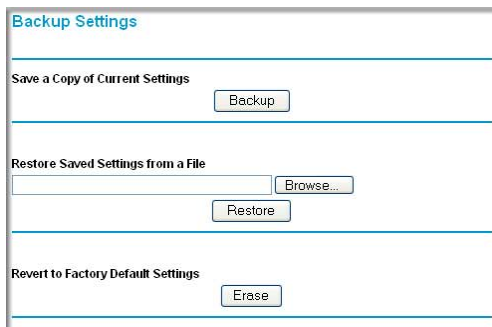 Backup Settings
Save a Copy of Current Settings
Backup
Restore Saved Settings from a File
Browse...
Restore
Revert to Factory Default Settings
Erase